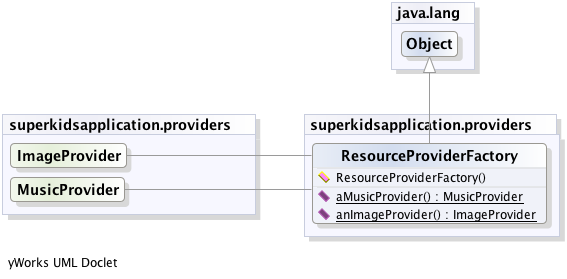 java.lang
Object
superkidsapplication.providers
ImageProvider
MusicProvider
superkidsapplication.providers
ResourceProviderFactory
ResourceProviderFactory()
aMusicProvider() : MusicProvider
anImageProvider() : ImageProvider
yWorks UML Doclet